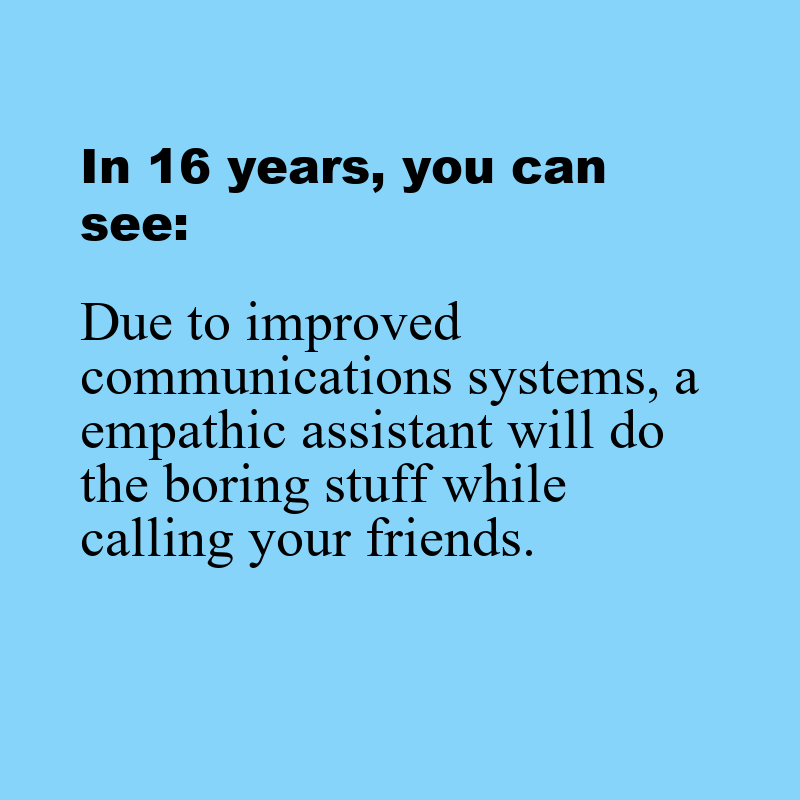 In 16 years, you can
see:
Due to improved
communications systems, a
empathic assistant will do
the boring stuff while
calling your friends.